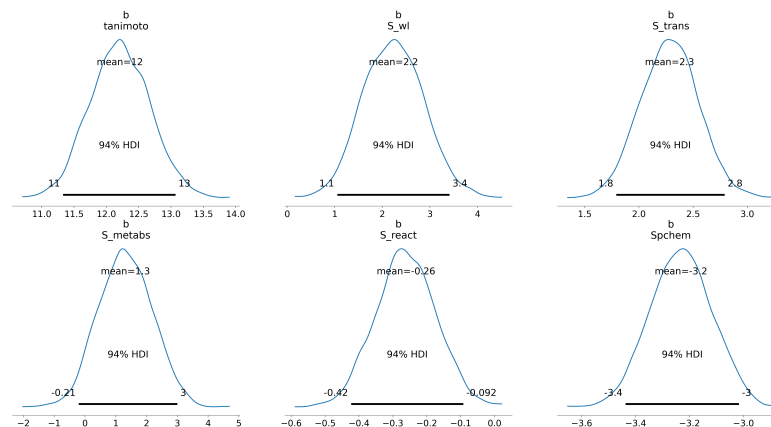 b
tanimoto
mean=12
94% HDI
11
13
11.0 11.5 12.0 12.5 13.0 13.5 14.0
b
S_wl
mean=2.2
94% HDI
1.1
3.4
0 1 2 3 4
b
S_trans
mean=2.3
94% HDI
1.8
2.8
1.5 2.0 2.5 3.0
b
S_metabs
mean=1.3
94% HDI
-0.21
3
−2 −1 0 1 2 3 4 5
b
S_react
mean=-0.26
94% HDI
-0.42
-0.092
−0.6 −0.5 −0.4 −0.3 −0.2 −0.1 0.0
b
Spchem
mean=-3.2
94% HDI
-3.4
-3
−3.6 −3.4 −3.2 −3.0